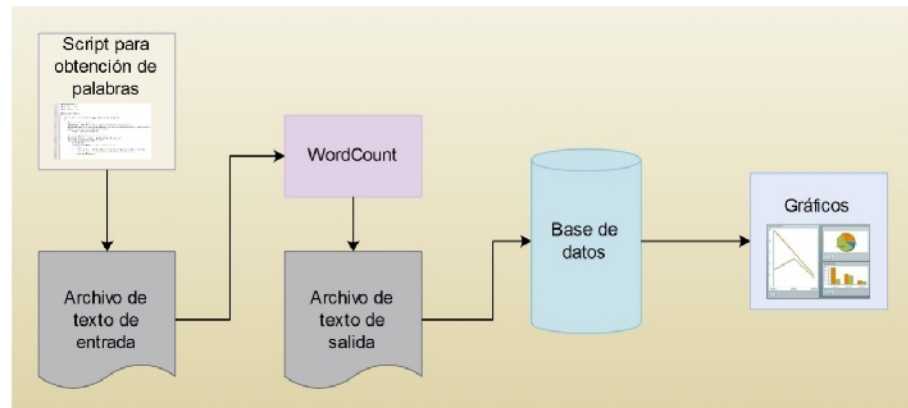 Script para
obtención de
palabras
WordCount
Archivo de
texto de
entrada
Archivo de
texto de
salida
Base de
datos
Gráficos